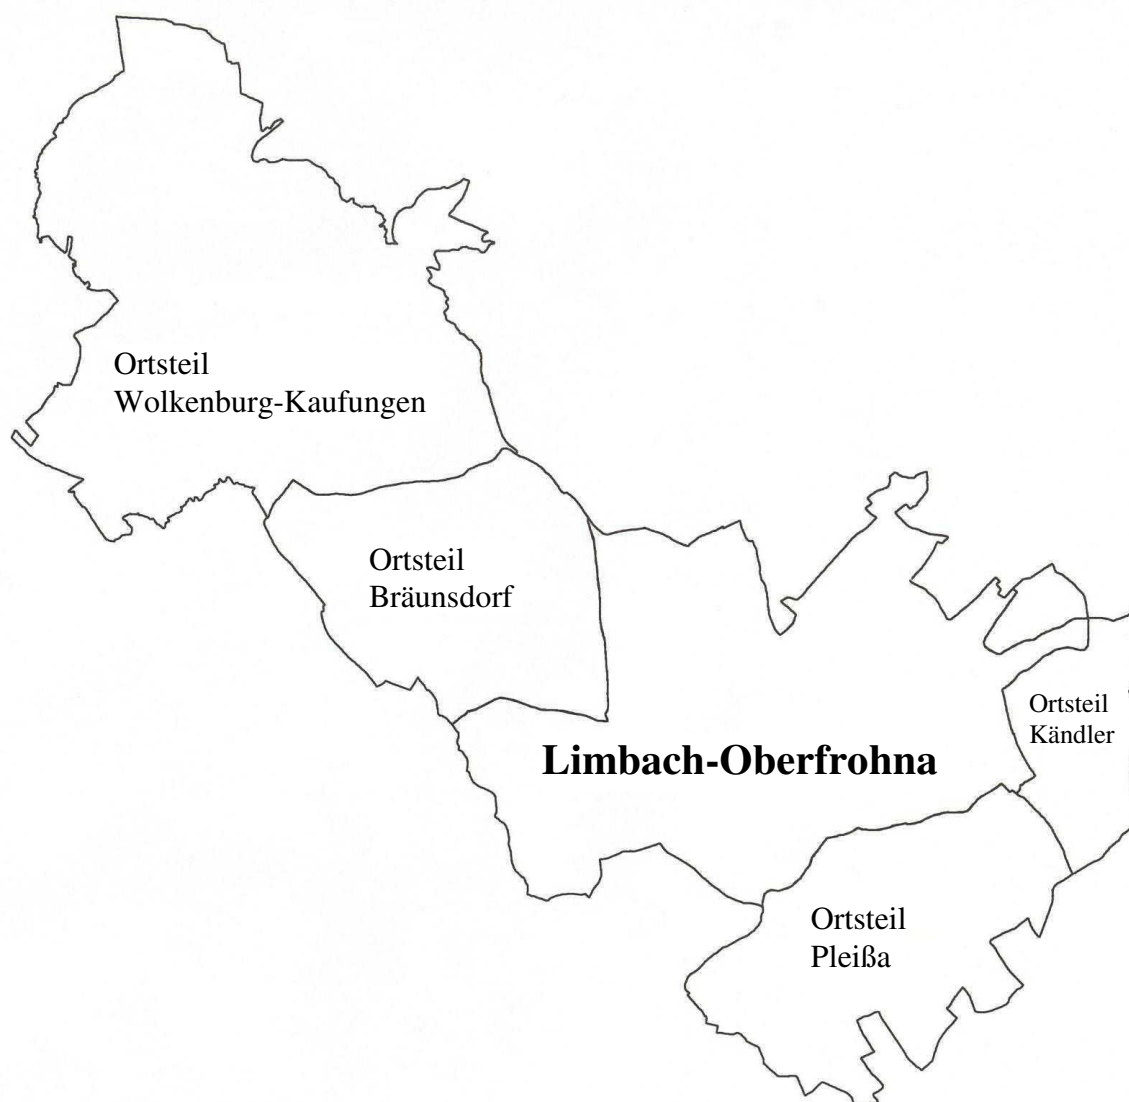 Ortsteil
Wolkenburg-Kaufungen
Ortsteil
Bräunsdorf
Ortsteil
Kändler
Limbach-Oberfrohna
Ortsteil
Pleißa